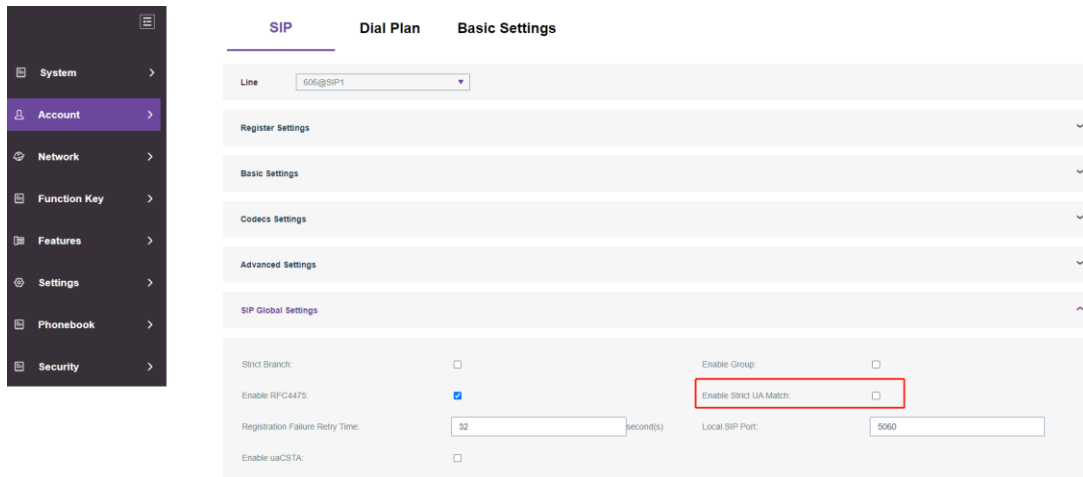 SIP Dial Plan Basic Settings
System
Account
Network
Function Key
Features
Settings
Phonebook
Security
Line 606@SIP1
Register Settings
Basic Settings
Codecs Settings
Advanced Settings
SIP Global Settings
Strict Branch: Enable Group:
Enable RFC4475: Enable Strict UA Match:
Registration Failure Retry Time: 32 second(s) Local SIP Port: 5060
Enable uaCSTA: